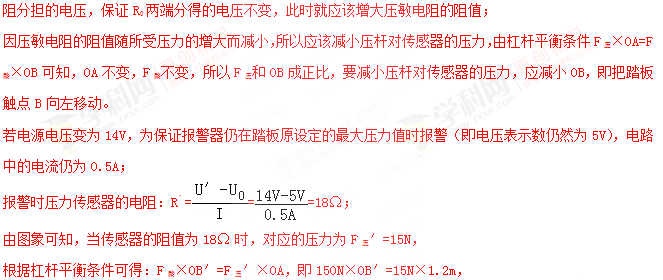 阻分担的电压，保证 R₀两端分得的电压不变，此时就应该增大压敏电阻的阻值；
因压敏电阻的阻值随所受压力的增大而减小，所以应该减小压杆对传感器的压力，由杠杆平衡条件 F压×OA=F
踏×OB 可知，OA 不变，F踏不变，所以 F压和 OB 成正比，要减小压杆对传感器的压力，应减小 OB，即把踏板
触点 B 向左移动。
若电源电压变为 14V，为保证报警器仍在踏板原设定的最大压力值时报警（即电压表示数仍然为 5V），电路
中的电流仍为 0.5A；
报警时压力传感器的电阻：R`=(U′-U0)/I=(14V-5V)/0.5A=18Ω；
由图象可知，当传感器的阻值为 18Ω 时，对应的压力为 F压′=15N，
根据杠杆平衡条件可得：F踏×OB′=F压′×OA，即 150N×OB′=15N×1.2m，